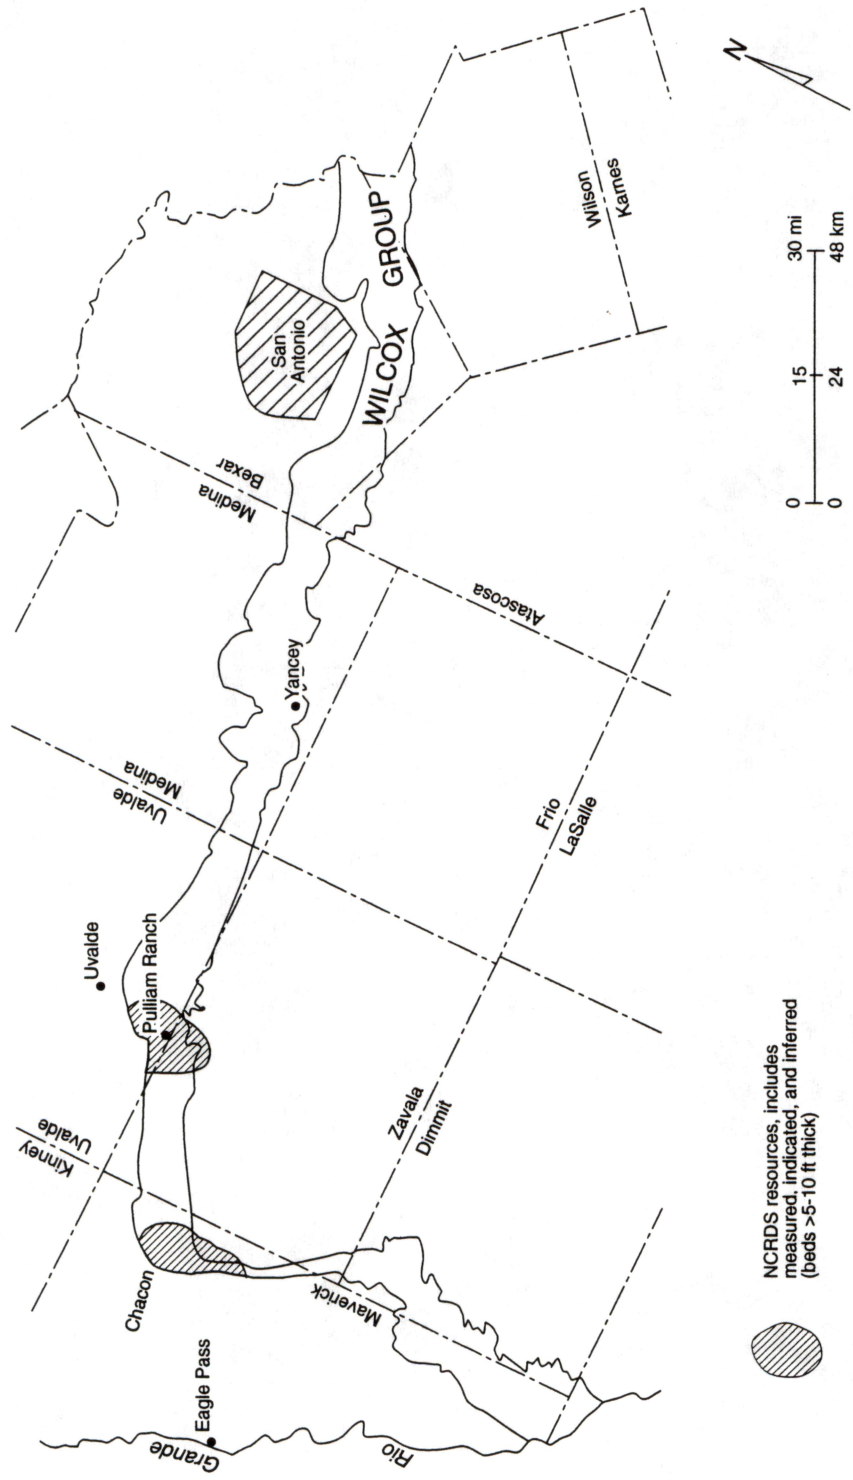 N
San
Antonio
WILCOX GROUP
Wilson
Karnes
Bexar
Medina
Atascosa
Yancey
Medina
Uvalde
Frio
LaSalle
Uvalde
Pulliam Ranch
Zavala
Dimmit
Kinney
Uvalde
Chacon
Maverick
Eagle Pass
Rio Grande
0 15 30 mi
0 24 48 km
NCRDS resources, includes
measured, indicated, and inferred
(beds >5-10 ft thick)